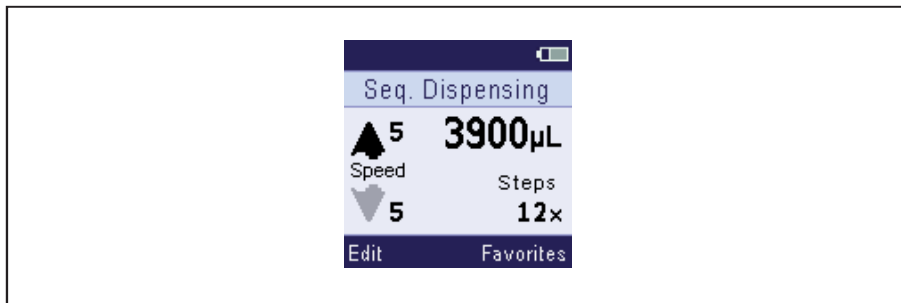 Seq. Dispensing
5 3900µL
Speed
Steps
5 12×
Edit Favorites